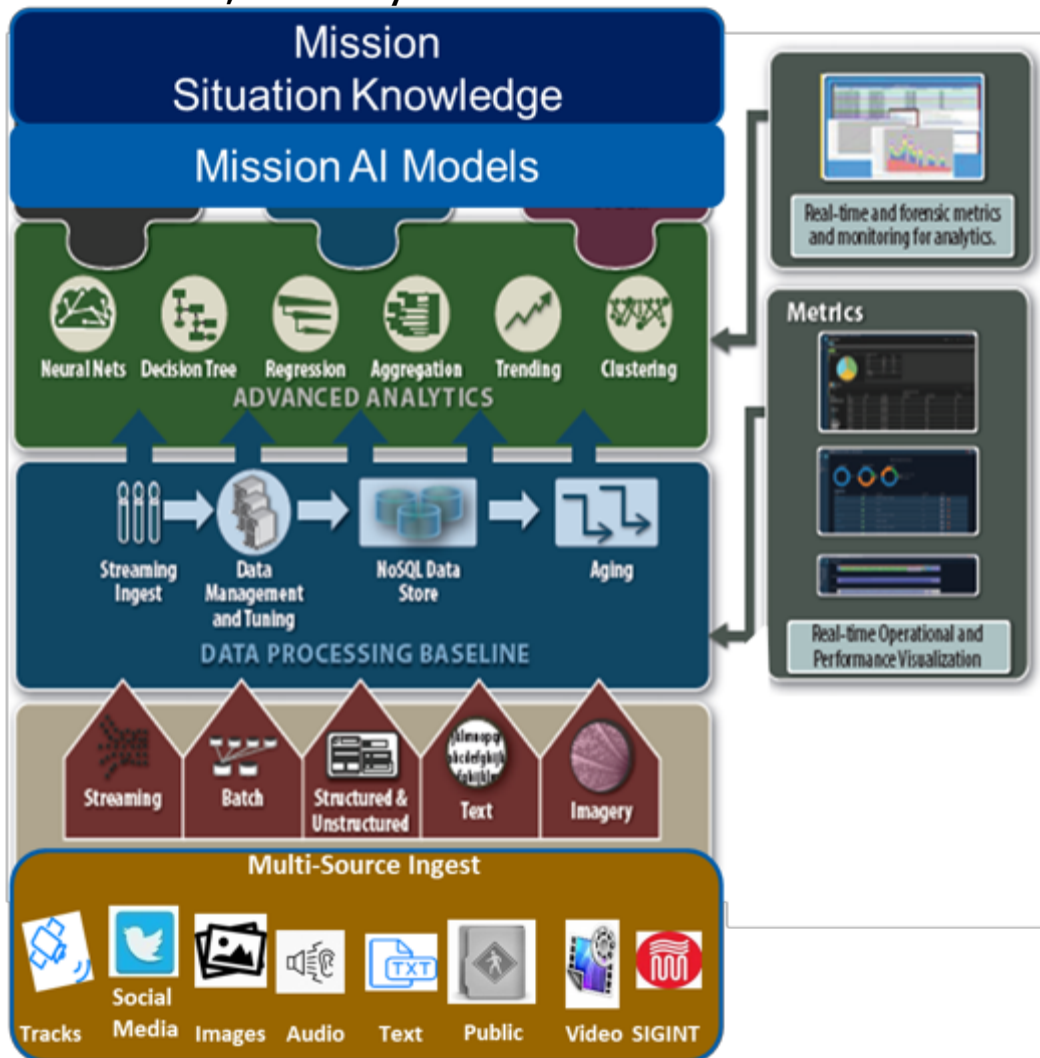 Mission
Situation Knowledge
Mission AI Models
Real-time and forensic metrics
and monitoring for analytics.
Neural Nets
Decision Tree
Regression
Aggregation
Trending
Clustering
ADVANCED ANALYTICS
Metrics
Streaming
Ingest
Data
Management
and Tuning
NoSQL Data
Store
Aging
DATA PROCESSING BASELINE
Real-time Operational and
Performance Visualization
Streaming
Batch
Structured &
Unstructured
Text
Imagery
Multi-Source Ingest
TXT
Tracks
Social
Media
Images
Audio
Text
Public
Video
SIGINT